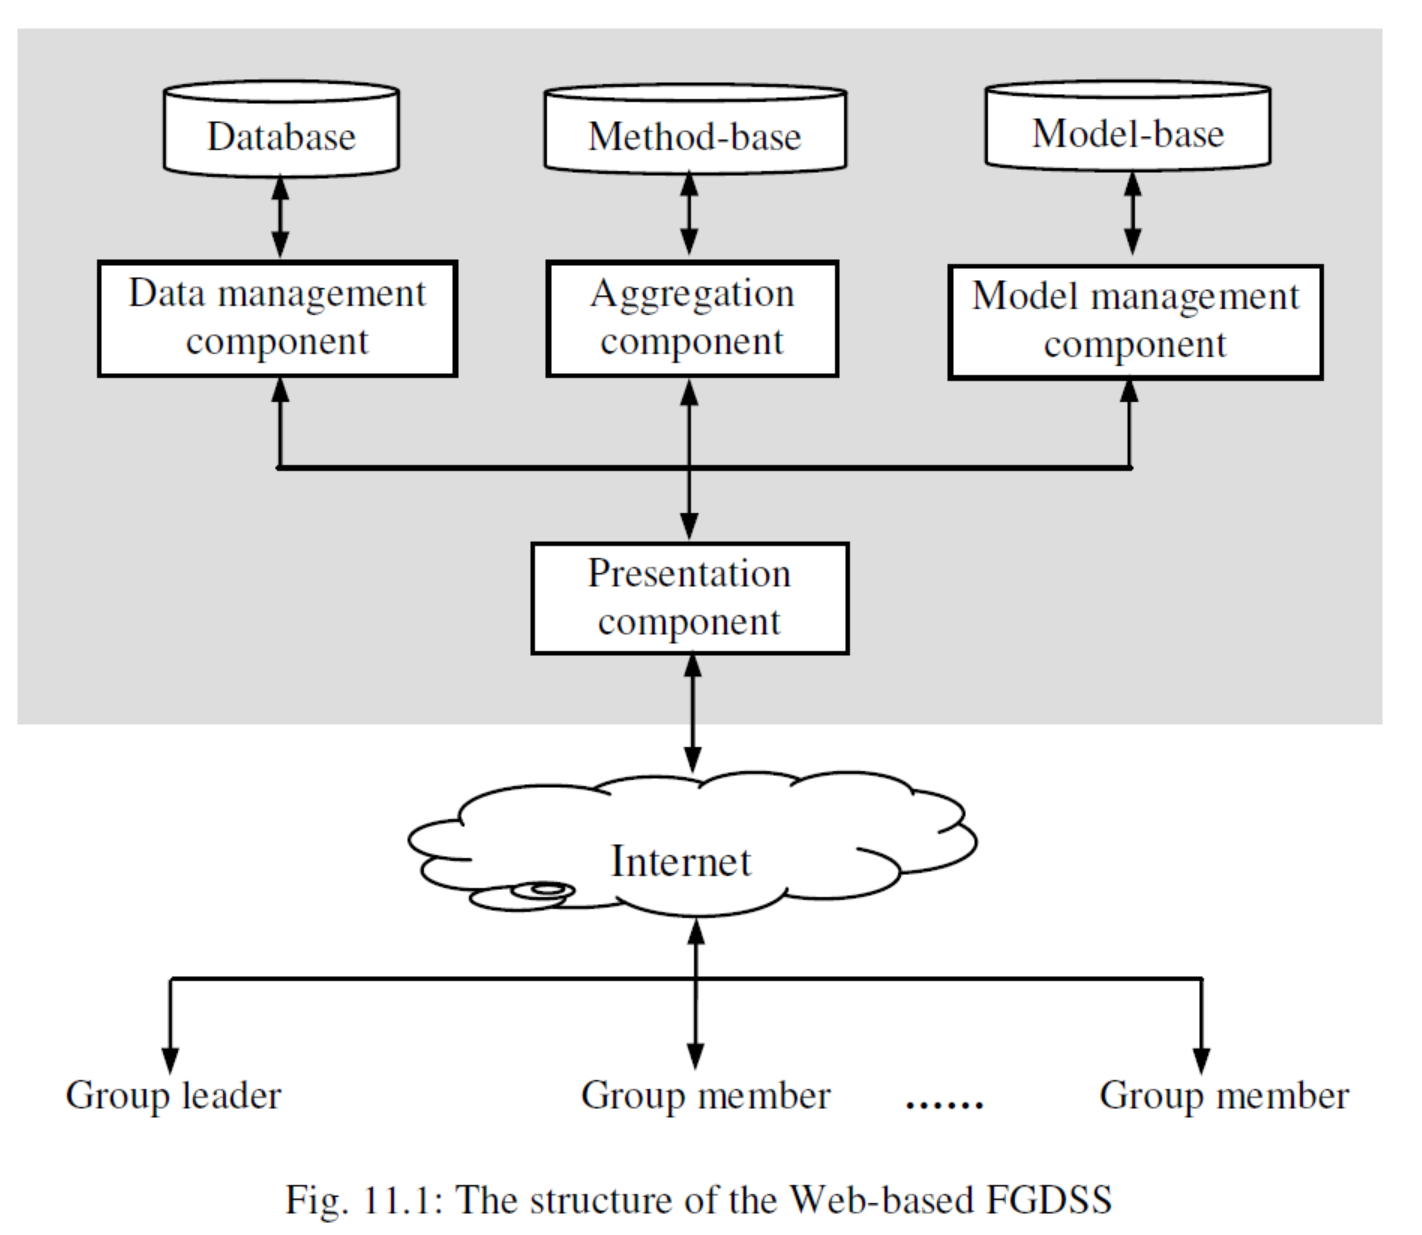 Database
Method-base
Model-base
Data management
component
Aggregation
component
Model management
component
Presentation
component
Internet
Group leader
Group member
......
Group member
Fig. 11.1: The structure of the Web-based FGDSS